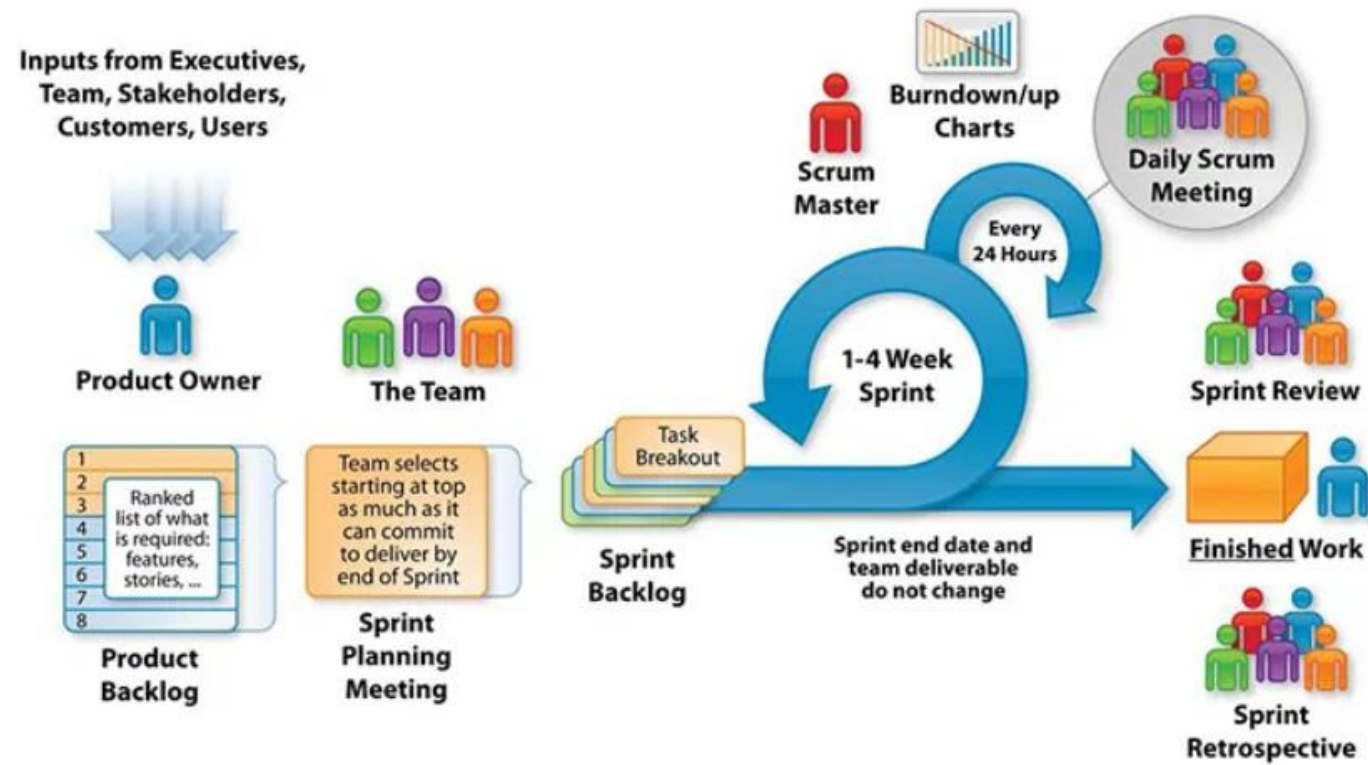 Inputs from Executives,
Team, Stakeholders,
Customers, Users
Product Owner
The Team
1
2
3
4
5
6
7
8
Ranked
list of what
is required:
features,
stories, ...
Product
Backlog
Team selects
starting at top
as much as it
can commit
to deliver by
end of Sprint
Sprint
Planning
Meeting
Task
Breakout
Sprint
Backlog
Scrum
Master
Burndown/up
Charts
Every
24 Hours
Daily Scrum
Meeting
1-4 Week
Sprint
Sprint end date and
team deliverable
do not change
Sprint Review
Finished Work
Sprint
Retrospective